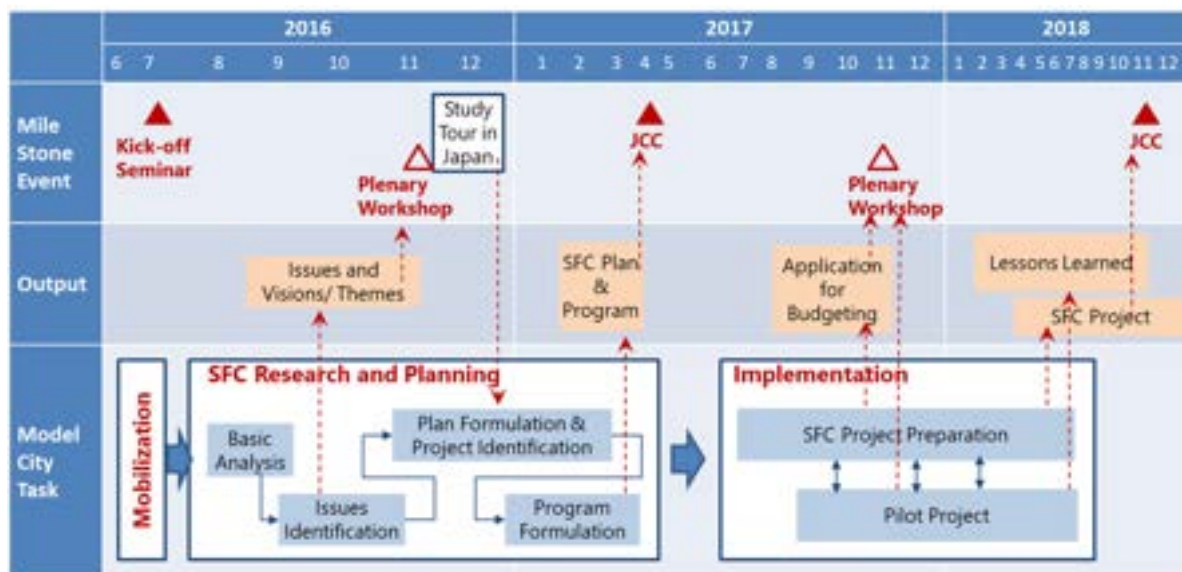 2016 2017 2018
6 7 8 9 10 11 12 1 2 3 4 5 6 7 8 9 10 11 12 1 2 3 4 5 6 7 8 9 10 11 12
Mile
Stone
Event
Kick-off
Seminar
Plenary
Workshop
Study
Tour in
Japan
JCC
Plenary
Workshop
JCC
Output
Issues and
Visions/ Themes
SFC Plan
&
Program
Application
for
Budgeting
Lessons Learned
SFC Project
Model
City
Task
Mobilization
SFC Research and Planning
Basic
Analysis
Issues
Identification
Plan Formulation &
Project Identification
Program
Formulation
Implementation
SFC Project Preparation
Pilot Project